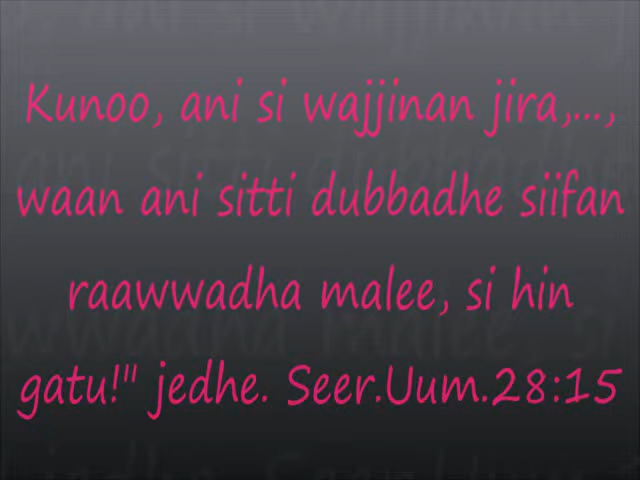 Kunoo, ani si wajjinan jira,...,
waan ani sitti dubbadhe siifan
raawwadha malee, si hin
gatu!" jedhe. Seer.Uum.28:15